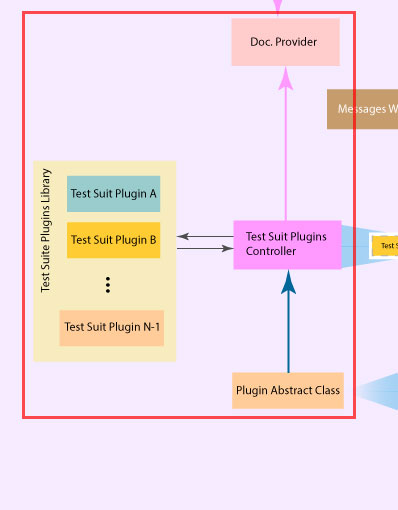 Doc. Provider
Messages W
Test Suite Plugins Library
Test Suit Plugin A
Test Suit Plugin B
Test Suit Plugin N-1
Test Suit Plugins
Controller
Test S
Plugin Abstract Class